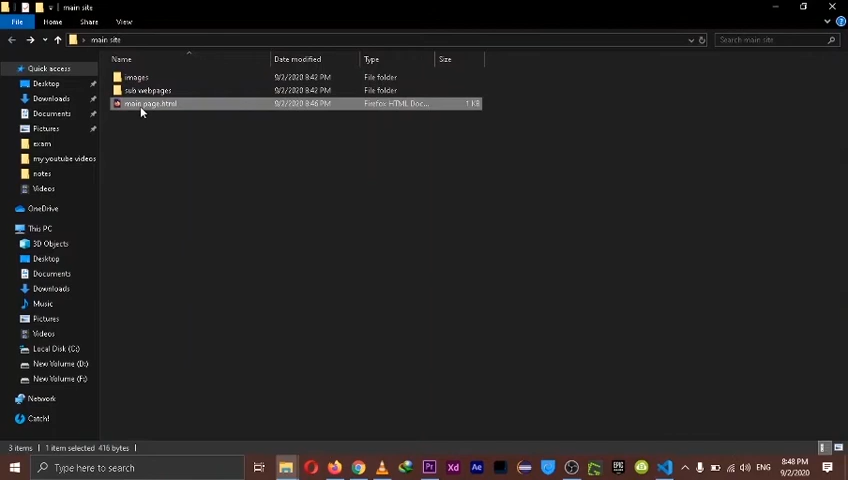 main site
File Home Share View
main site Search main site
Name Date modified Type Size
images 9/2/2020 8:42 PM File folder
sub webpages 9/2/2020 8:42 PM File folder
main page.html 9/2/2020 8:46 PM Firefox HTML Doc... 1 KB
Quick access
Desktop
Downloads
Documents
Pictures
exam
my youtube videos
notes
Videos
OneDrive
This PC
3D Objects
Desktop
Documents
Downloads
Music
Pictures
Videos
Local Disk (C:)
New Volume (D:)
New Volume (F:)
Network
Catch!
3 items 1 item selected 416 bytes
Type here to search Pr Xd Ae EPIC ENG 8:48 PM
9/2/2020